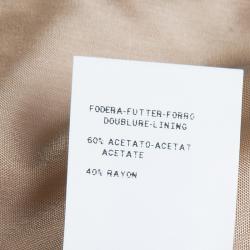 FODERA-FUTTER-FORRO
DOUBLURE-LINING
60% ACETATO-ACETAT
ACETATE
40% RAYON